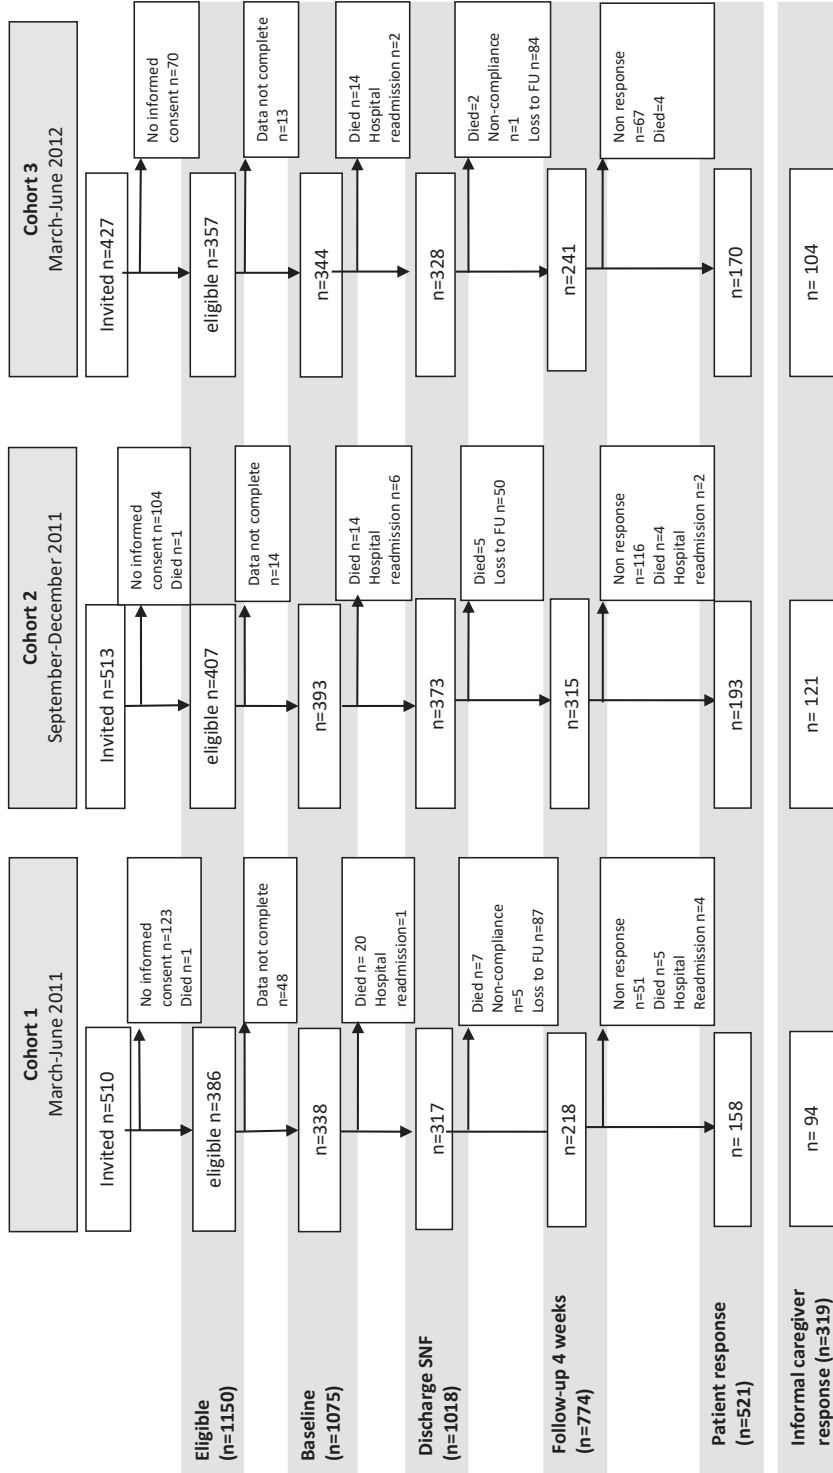 Cohort 1
March-June 2011
Cohort 2
September-December 2011
Cohort 3
March-June 2012
Invited n=510
Invited n=513
Invited n=427
No informed
consent n=123
Died n=1
No informed
consent n=104
Died n=1
No informed
consent n=70
Eligible
(n=1150)
eligible n=386
eligible n=407
eligible n=357
Data not complete
n=48
Data not complete
n=14
Data not complete
n=13
Baseline
(n=1075)
n=338
n=393
n=344
Died n= 20
Hospital
readmission=1
Died n=14
Hospital
readmission n=6
Died n=14
Hospital
readmission n=2
Discharge SNF
(n=1018)
n=317
n=373
n=328
Died n=7
Non-compliance
n=5
Loss to FU n=87
Died=5
Loss to FU n=50
Died=2
Non-compliance
n=1
Loss to FU n=84
Follow-up 4 weeks
(n=774)
n=218
n=315
n=241
Non response
n=51
Died n=5
Hospital
Readmission n=4
Non response
n=116
Died n=4
Hospital
readmission n=2
Non response
n=67
Died=4
Patient response
(n=521)
n= 158
n=193
n=170
Informal caregiver
response (n=319)
n= 94
n= 121
n= 104